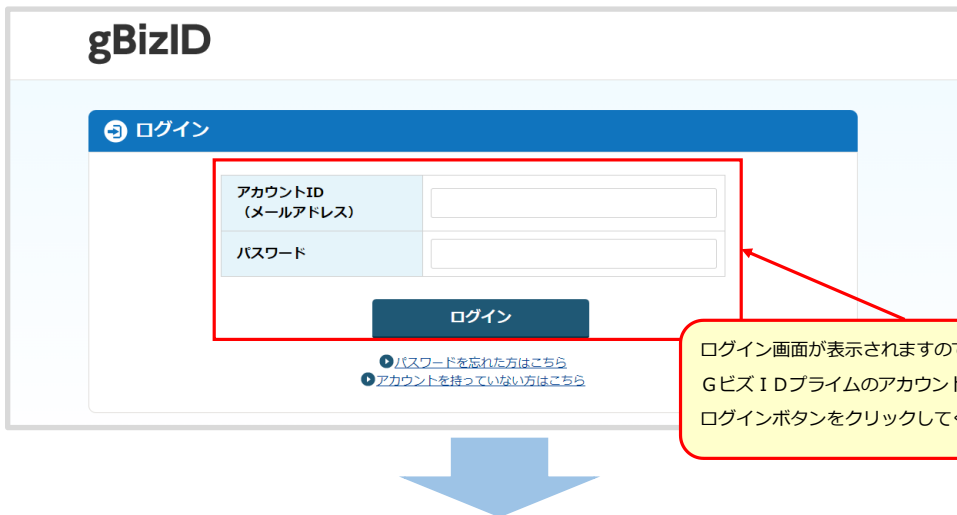 gBizID
ログイン
アカウントID
（メールアドレス）
パスワード
ログイン
パスワードを忘れた方はこちら
アカウントを持っていない方はこちら
ログイン画面が表示されますので
ＧビズＩＤプライムのアカウント
ログインボタンをクリックして